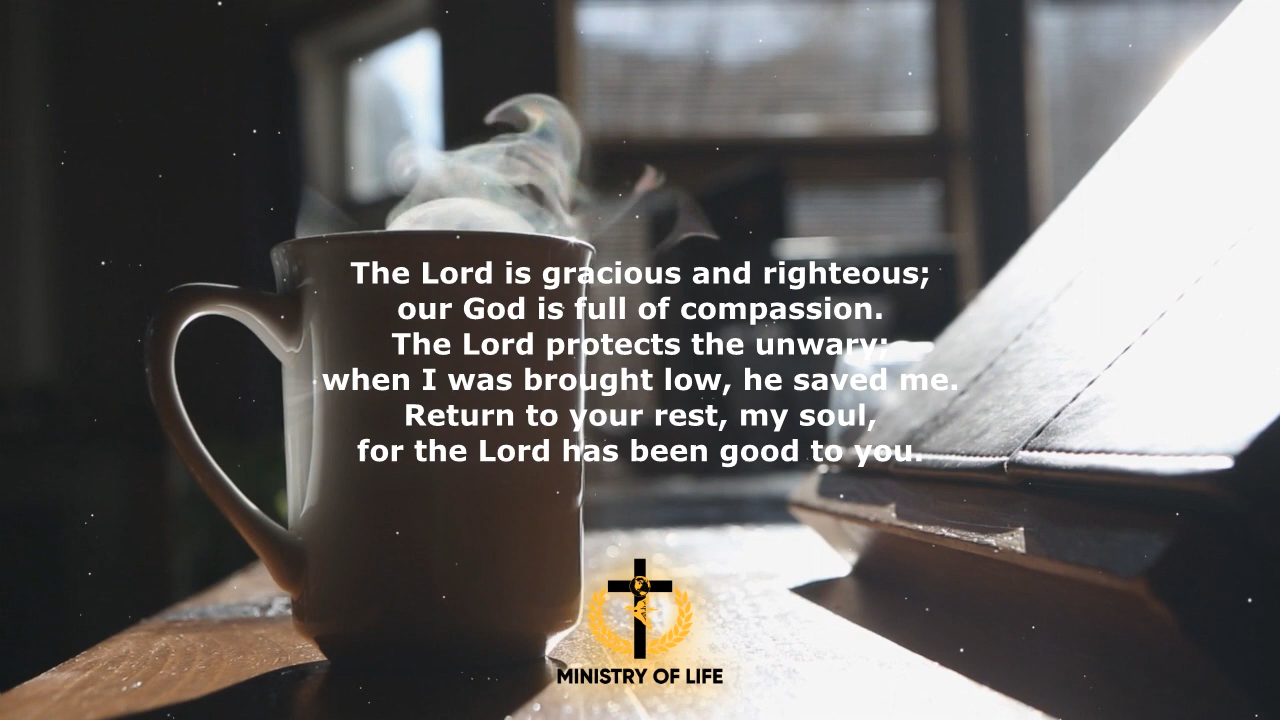 The Lord is gracious and righteous;
our God is full of compassion.
The Lord protects the unwary;
when I was brought low, he saved me.
Return to your rest, my soul,
for the Lord has been good to you.
MINISTRY OF LIFE